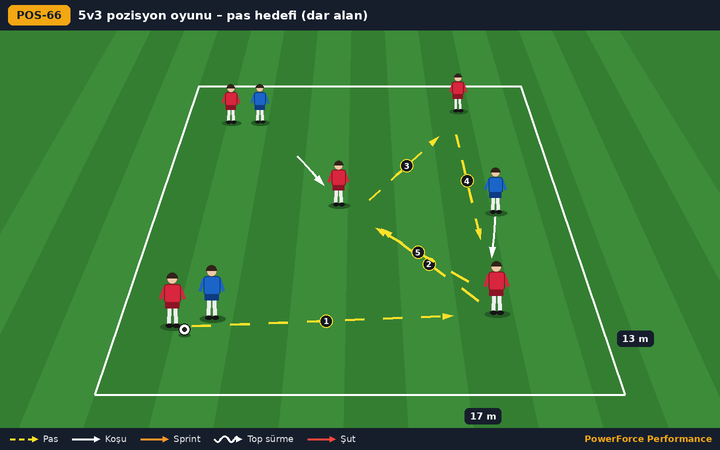 POS-66 5v3 pozisyon oyunu – pas hedefi (dar alan)
3
4
5
2
1
13 m
17 m
Pas Koşu Sprint Top sürme Şut PowerForce Performance